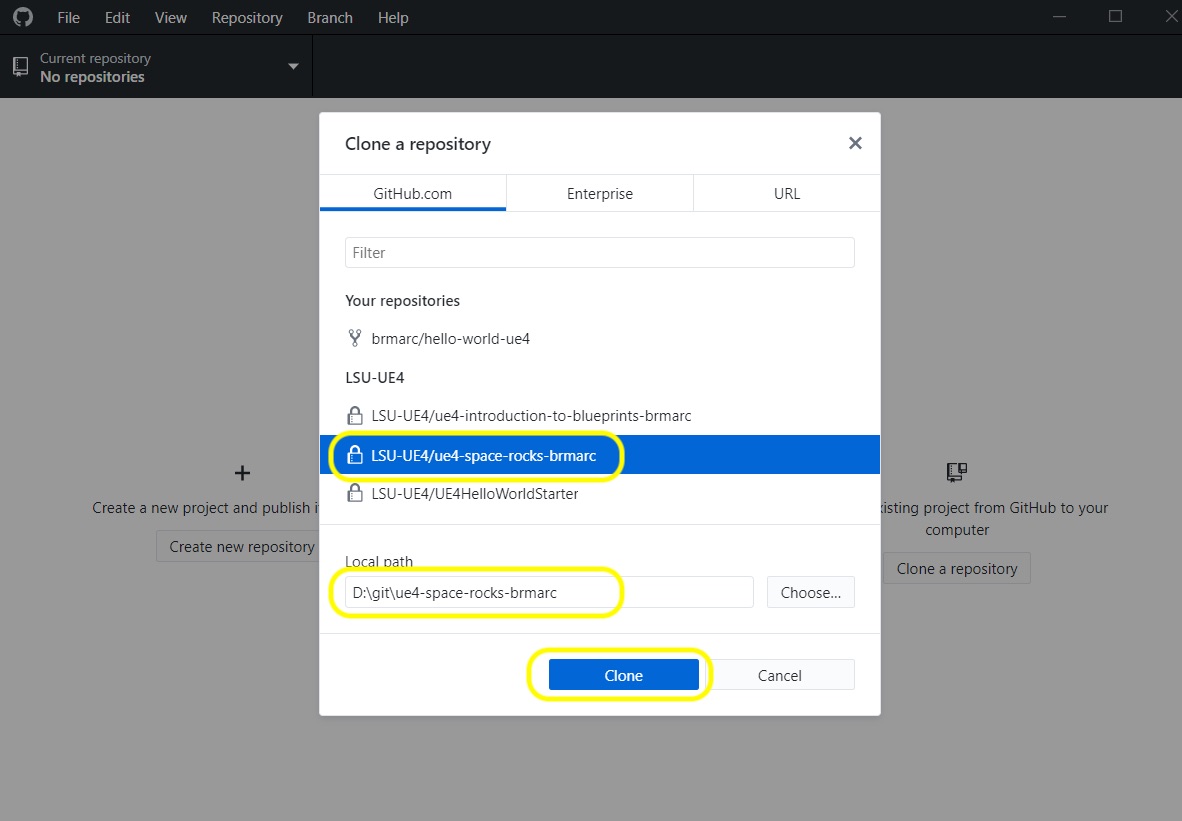 File Edit View Repository Branch Help
Current repository
No repositories
Clone a repository
GitHub.com Enterprise URL
Filter
Your repositories
brmarc/hello-world-ue4
LSU-UE4
LSU-UE4/ue4-introduction-to-blueprints-brmarc
LSU-UE4/ue4-space-rocks-brmarc
LSU-UE4/UE4HelloWorldStarter
Create a new project and publish i
Create new repository
isting project from GitHub to your
computer
Clone a repository
Local path
D:\git\ue4-space-rocks-brmarc
Choose...
Clone Cancel